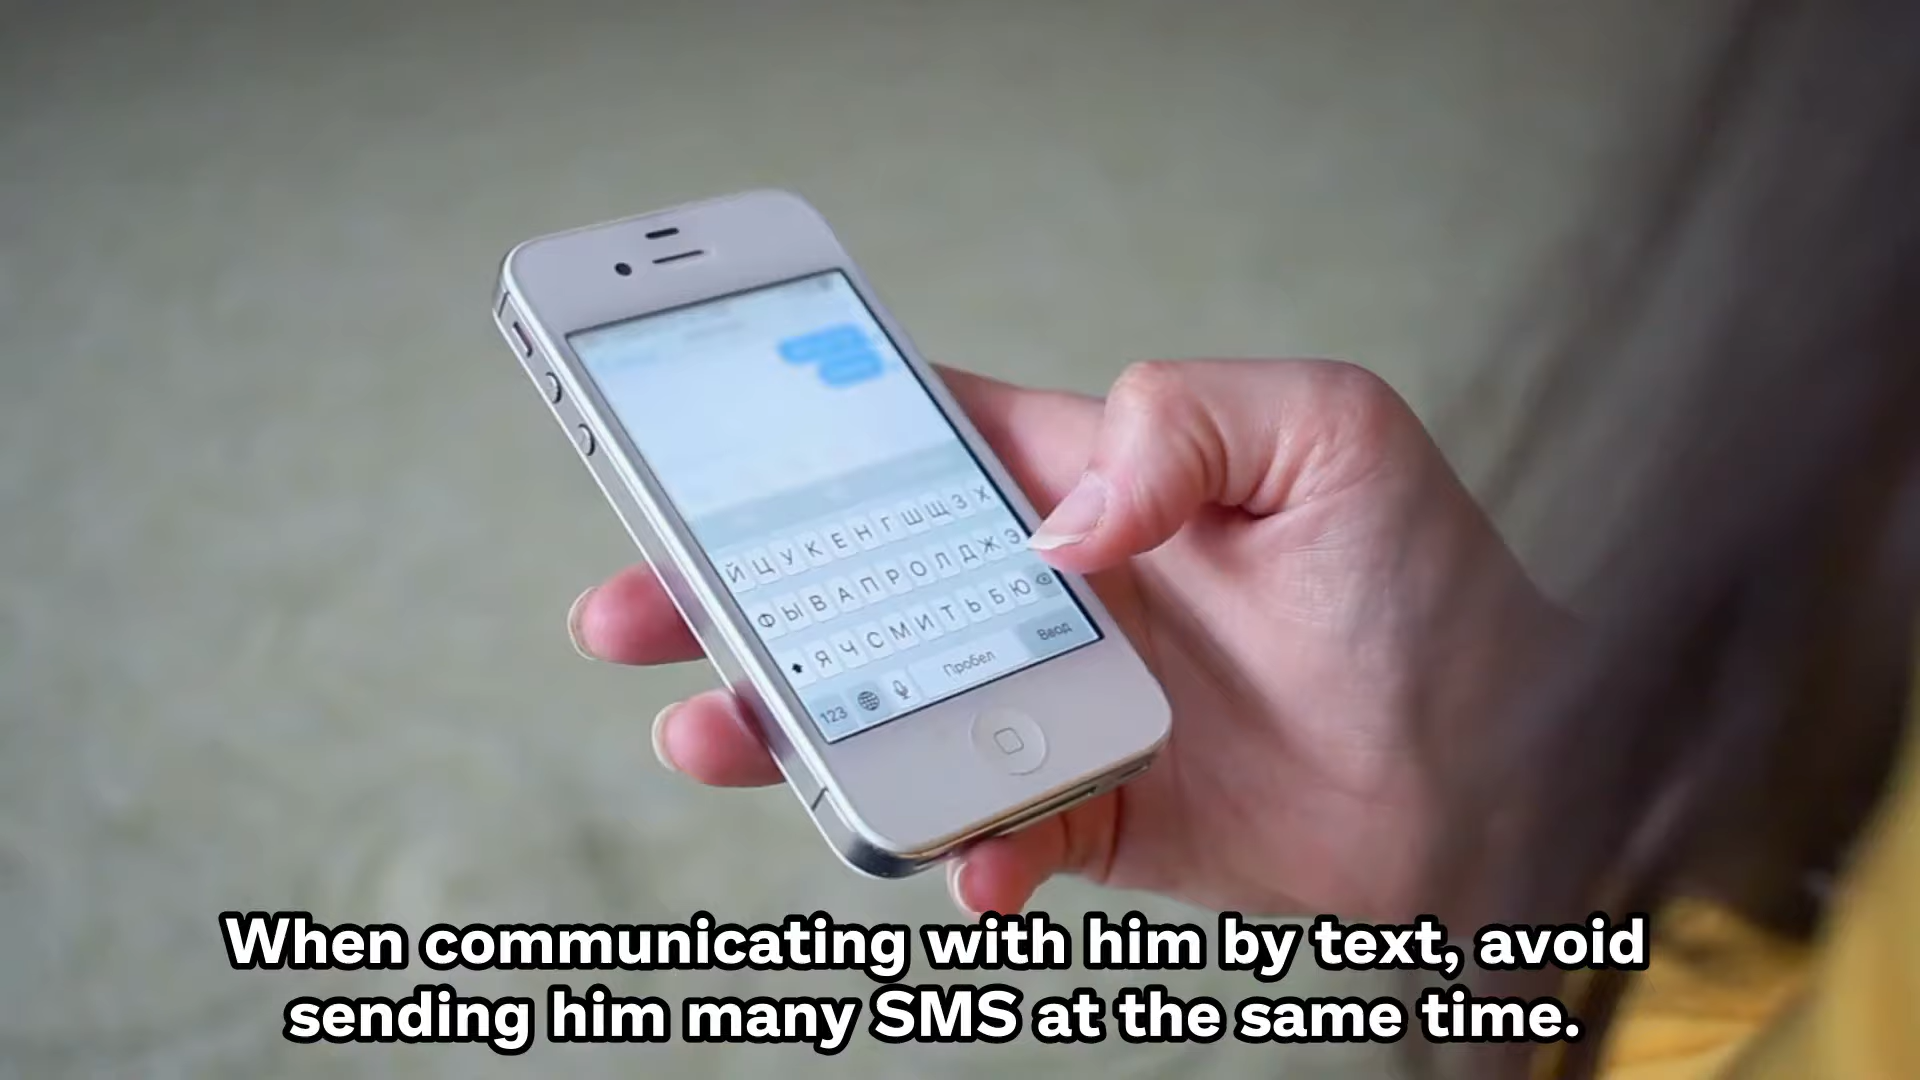 Й Ц У К Е Н Г Ш Щ З Х
Ф Ы В А П Р О Л Д Ж Э
Я Ч С М И Т Ь Б Ю
123 Пробел Ввод
When communicating with him by text, avoid
sending him many SMS at the same time.